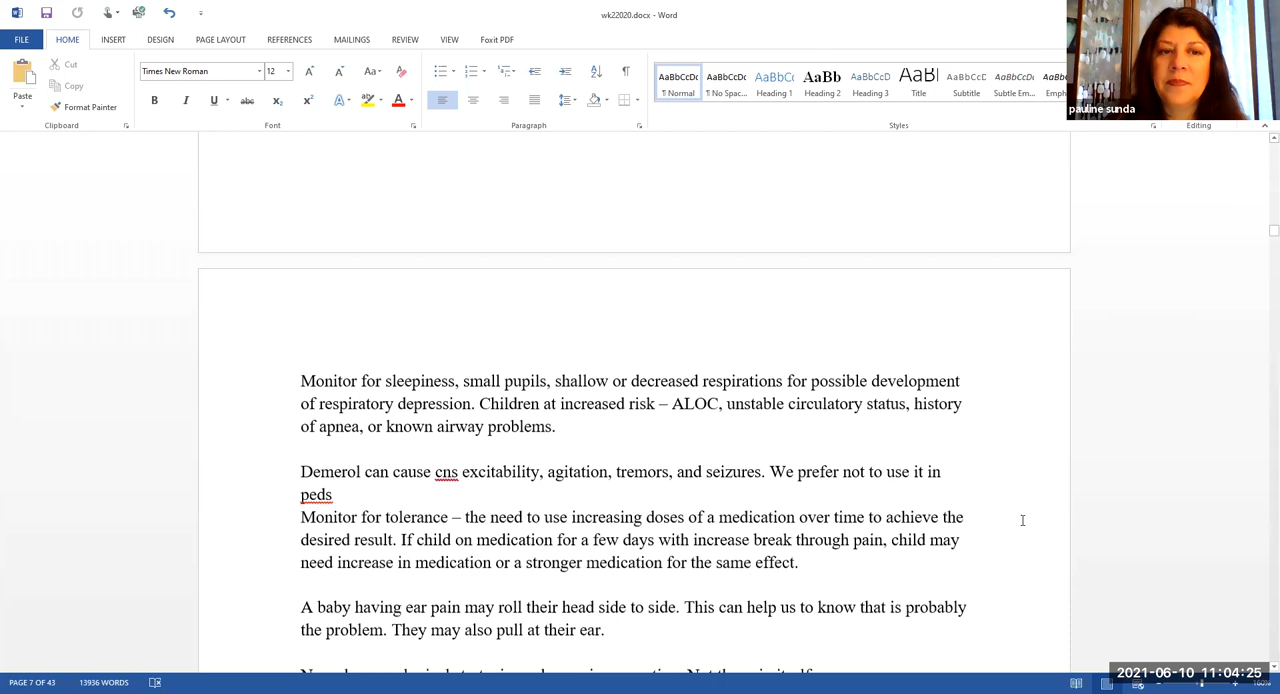 wk22020.docx - Word
FILE HOME INSERT DESIGN PAGE LAYOUT REFERENCES MAILINGS REVIEW VIEW Foxit PDF
Paste
Cut
Copy
Format Painter
Clipboard
Times New Roman 12
Font
Paragraph
AaBbCcDc AaBbCcDc AaBbCc AaBb AaBbCcD AaB AaBbCcD AaBbCcDc
¶ Normal ¶ No Spac... Heading 1 Heading 2 Heading 3 Title Subtitle Subtle Em... Emph
Styles
Editing
pauline sunda
Monitor for sleepiness, small pupils, shallow or decreased respirations for possible development
of respiratory depression. Children at increased risk – ALOC, unstable circulatory status, history
of apnea, or known airway problems.
Demerol can cause cns excitability, agitation, tremors, and seizures. We prefer not to use it in
peds
Monitor for tolerance – the need to use increasing doses of a medication over time to achieve the
desired result. If child on medication for a few days with increase break through pain, child may
need increase in medication or a stronger medication for the same effect.
A baby having ear pain may roll their head side to side. This can help us to know that is probably
the problem. They may also pull at their ear.
PAGE 7 OF 43 13936 WORDS
2021-06-10 11:04:25